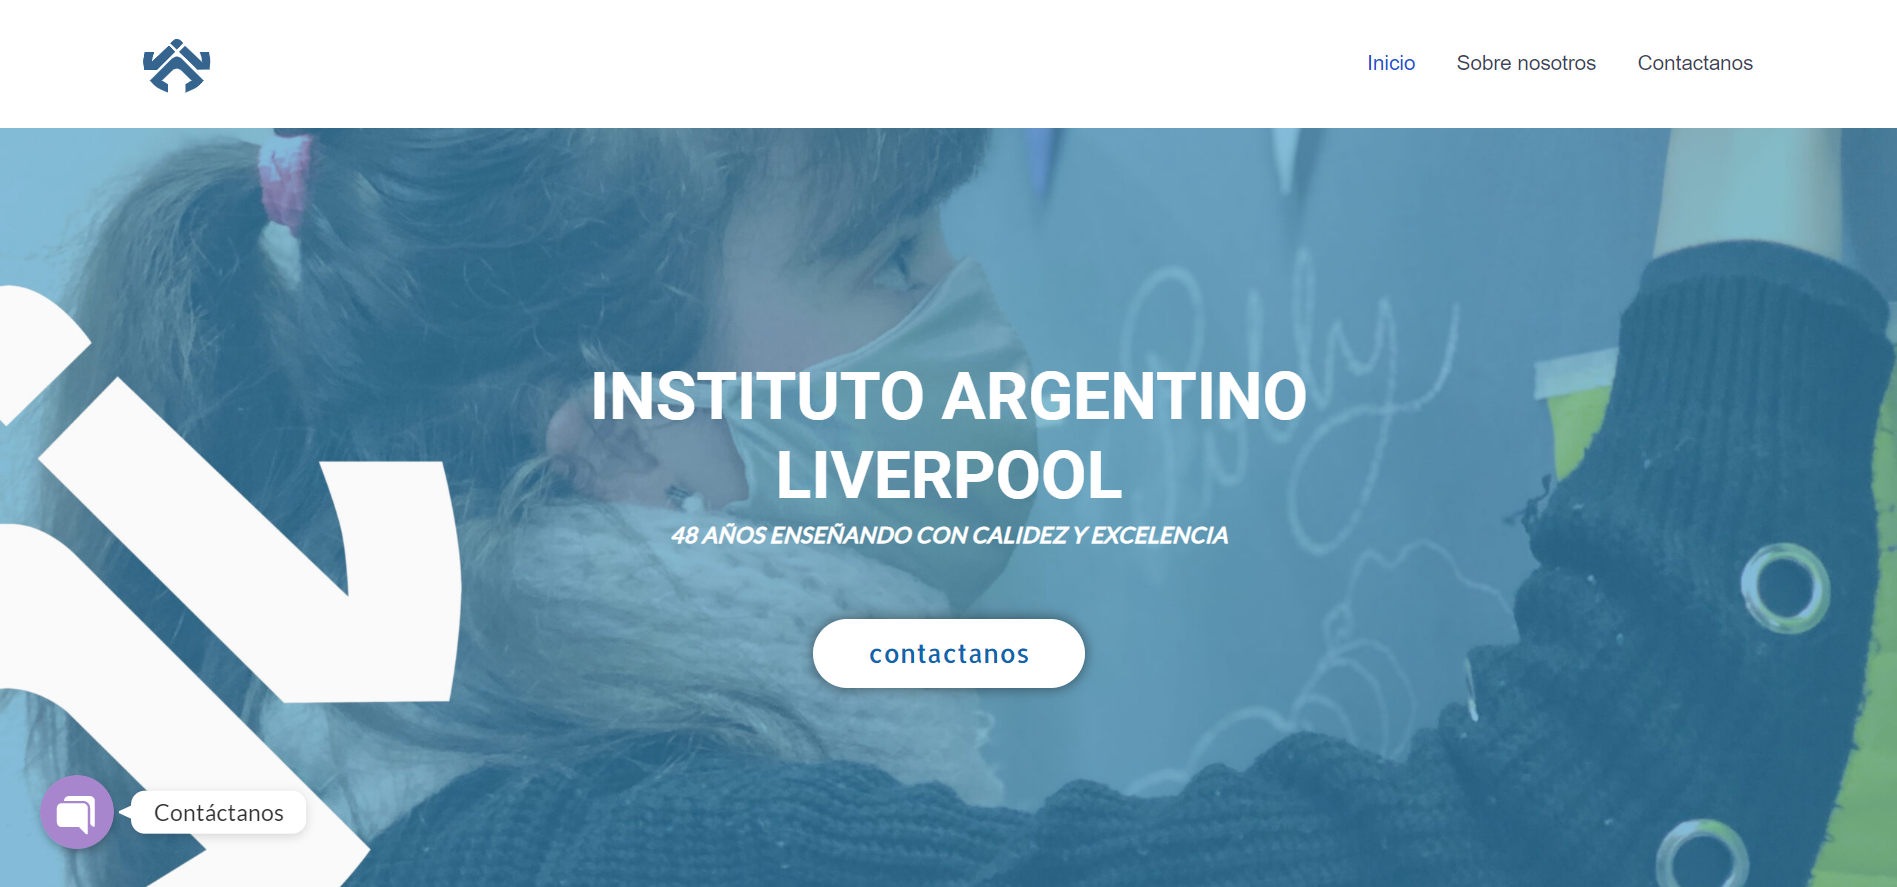 Inicio
Sobre nosotros
Contactanos
INSTITUTO ARGENTINO
LIVERPOOL
48 AÑOS ENSEÑANDO CON CALIDEZ Y EXCELENCIA
contactanos
Contáctanos